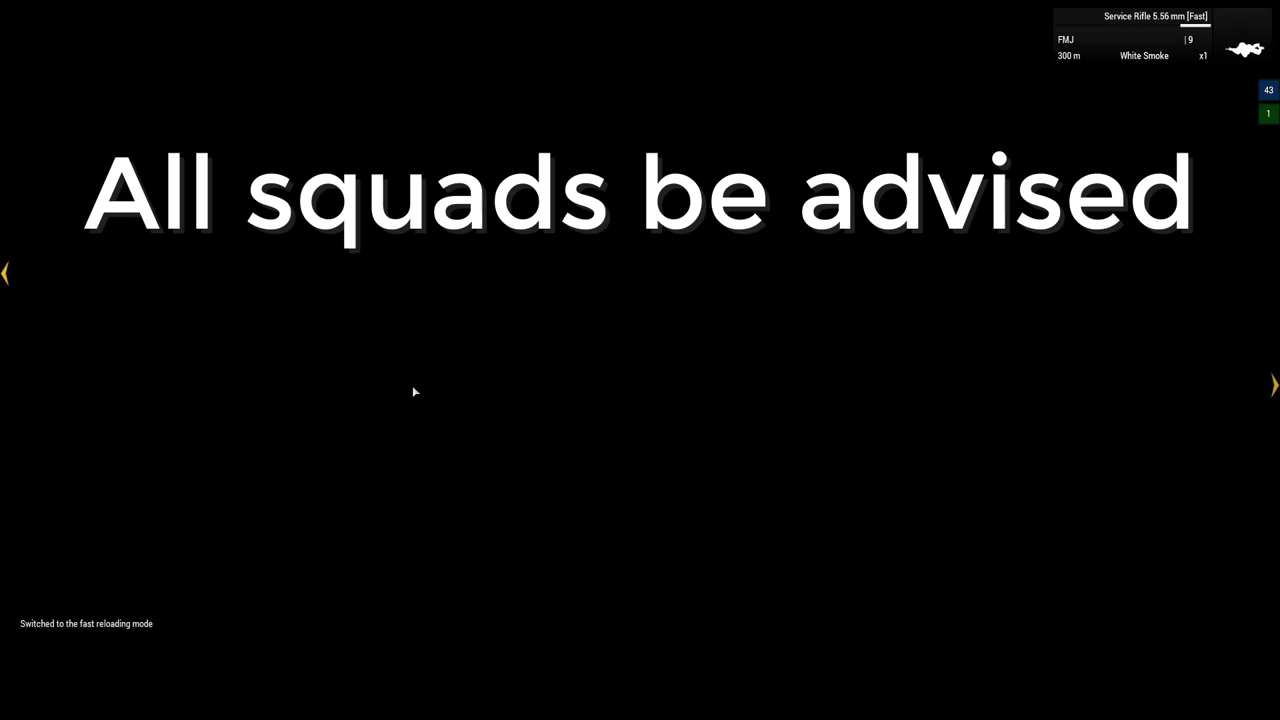 Service Rifle 5.56 mm [Fast]
FMJ | 9
300 m White Smoke x1
43
1
All squads be advised
Switched to the fast reloading mode